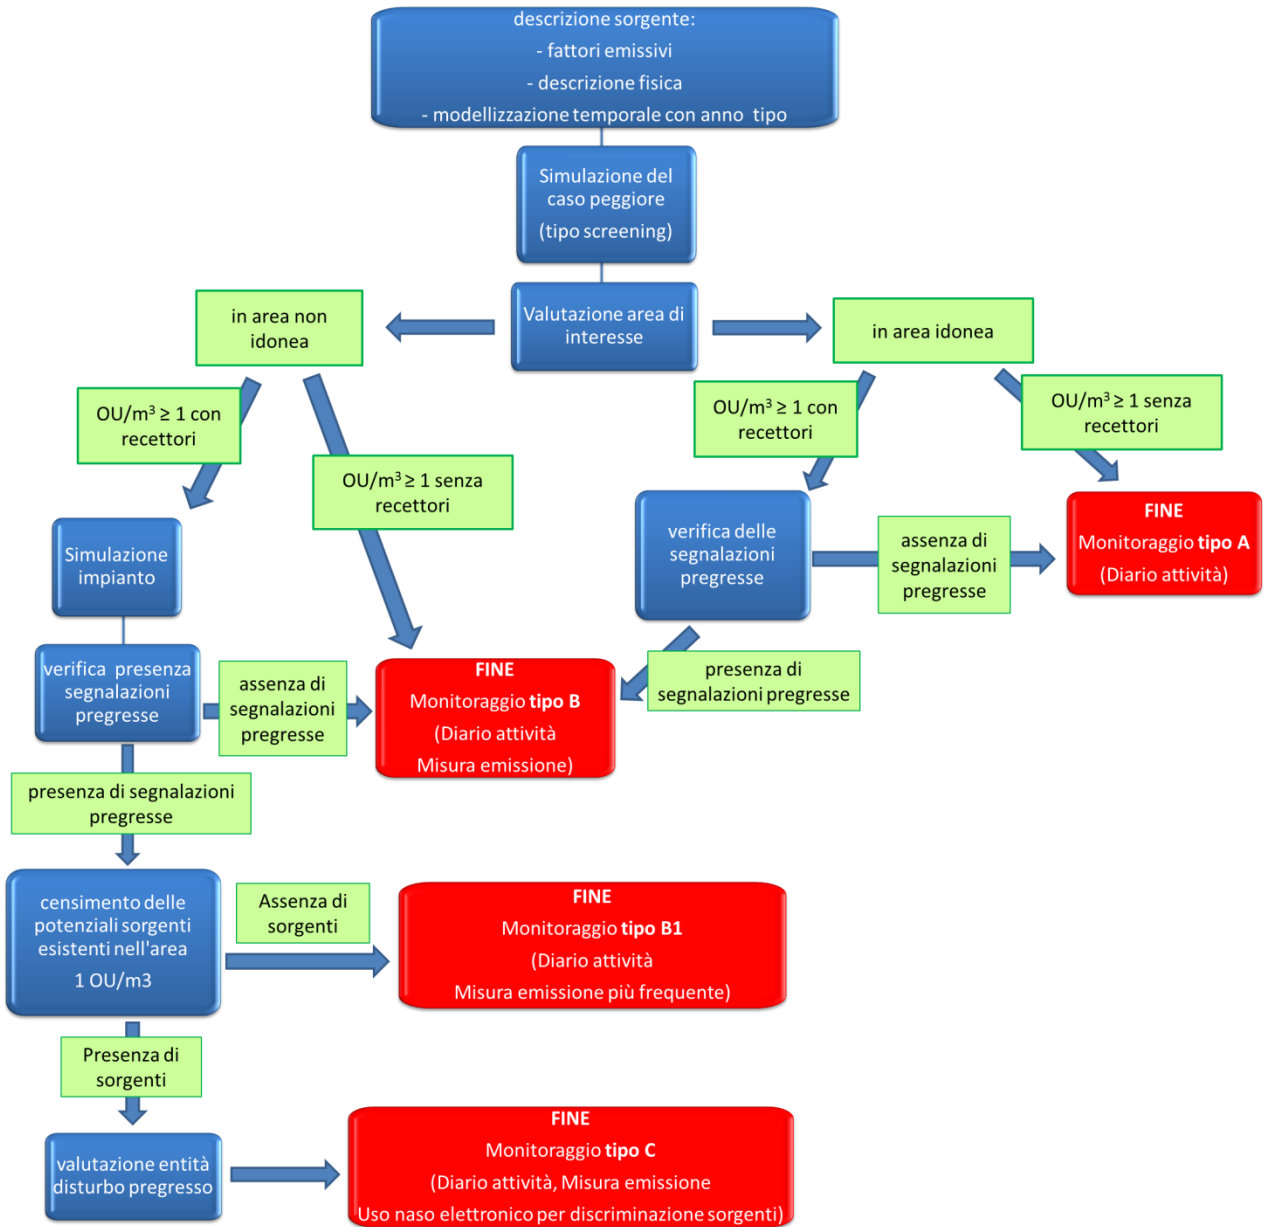 descrizione sorgente:
- fattori emissivi
- descrizione fisica
- modellizzazione temporale con anno tipo
Simulazione del
caso peggiore
(tipo screening)
Valutazione area di
interesse
in area non
idonea
in area idonea
OU/m³ ≥ 1 con
recettori
OU/m³ ≥ 1 senza
recettori
OU/m³ ≥ 1 con
recettori
OU/m³ ≥ 1 senza
recettori
Simulazione
impianto
verifica delle
segnalazioni
pregresse
assenza di
segnalazioni
pregresse
FINE
Monitoraggio tipo A
(Diario attività)
verifica presenza
segnalazioni
pregresse
assenza di
segnalazioni
pregresse
FINE
Monitoraggio tipo B
(Diario attività
Misura emissione)
presenza di
segnalazioni pregresse
presenza di segnalazioni
pregresse
censimento delle
potenziali sorgenti
esistenti nell'area
1 OU/m3
Assenza di
sorgenti
FINE
Monitoraggio tipo B1
(Diario attività
Misura emissione più frequente)
Presenza di
sorgenti
valutazione entità
disturbo pregresso
FINE
Monitoraggio tipo C
(Diario attività, Misura emissione
Uso naso elettronico per discriminazione sorgenti)